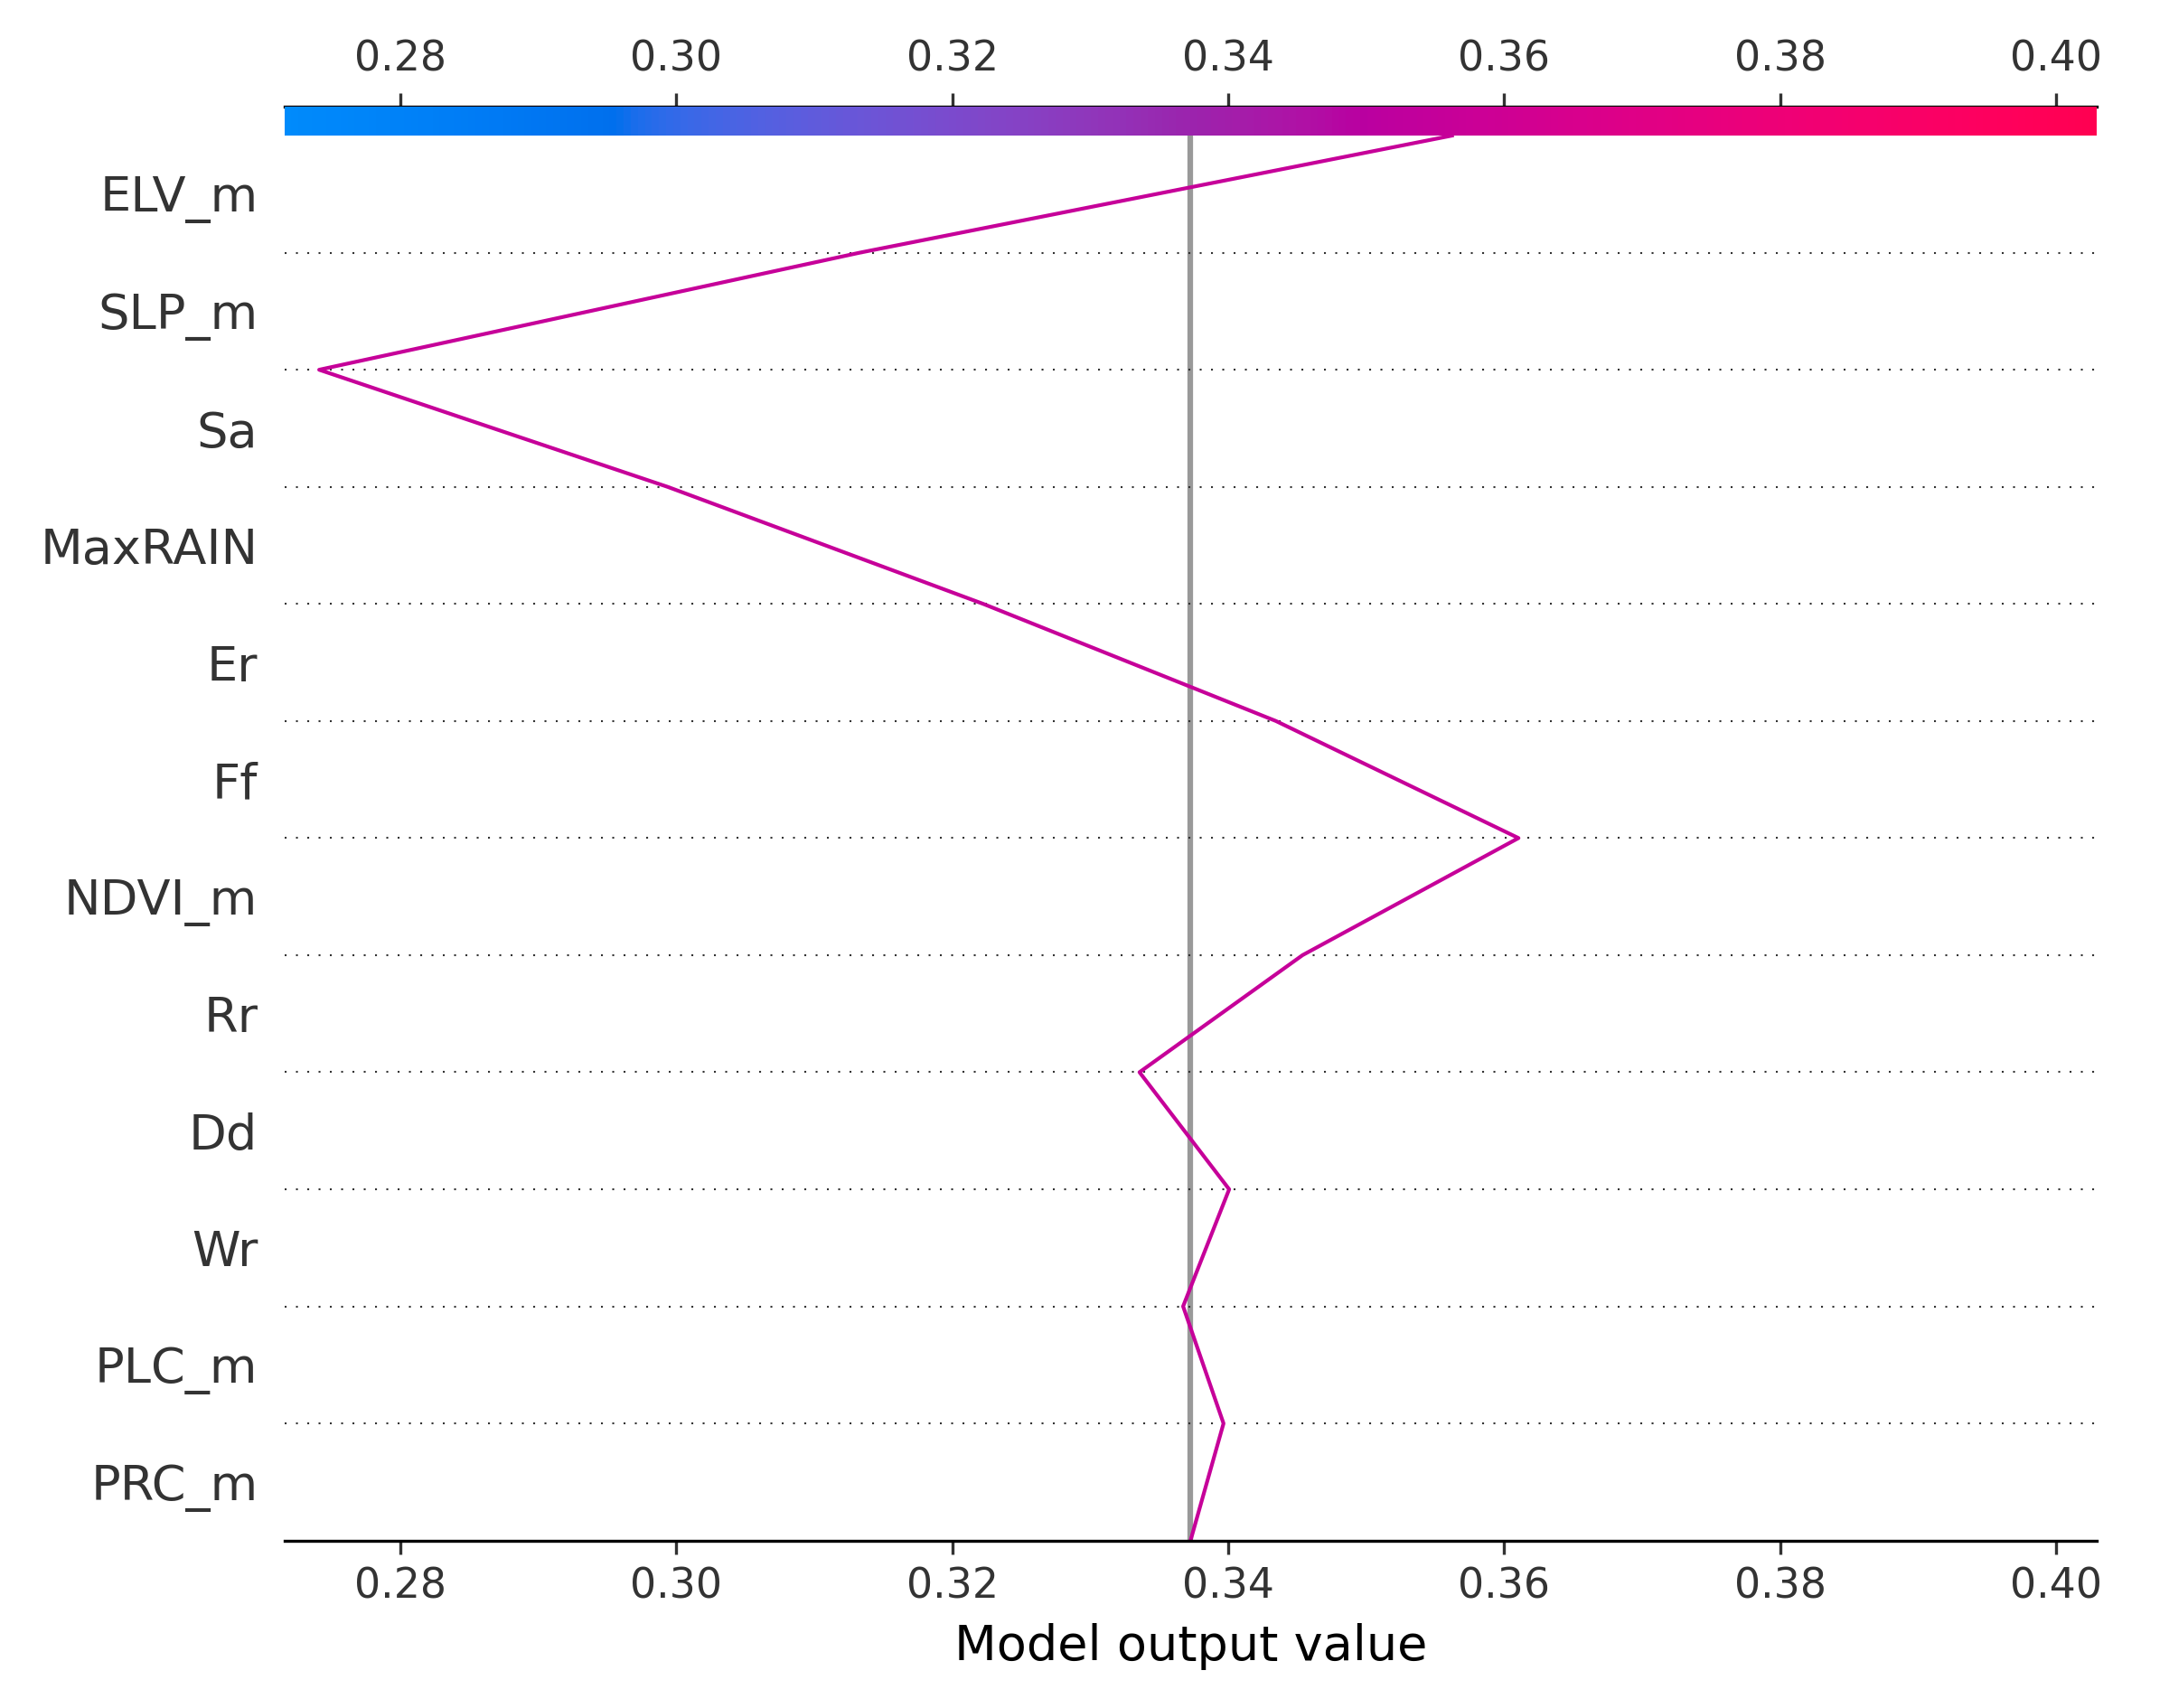 0.28 0.30 0.32 0.34 0.36 0.38 0.40
ELV_m
SLP_m
Sa
MaxRAIN
Er
Ff
NDVI_m
Rr
Dd
Wr
PLC_m
PRC_m
0.28 0.30 0.32 0.34 0.36 0.38 0.40
Model output value